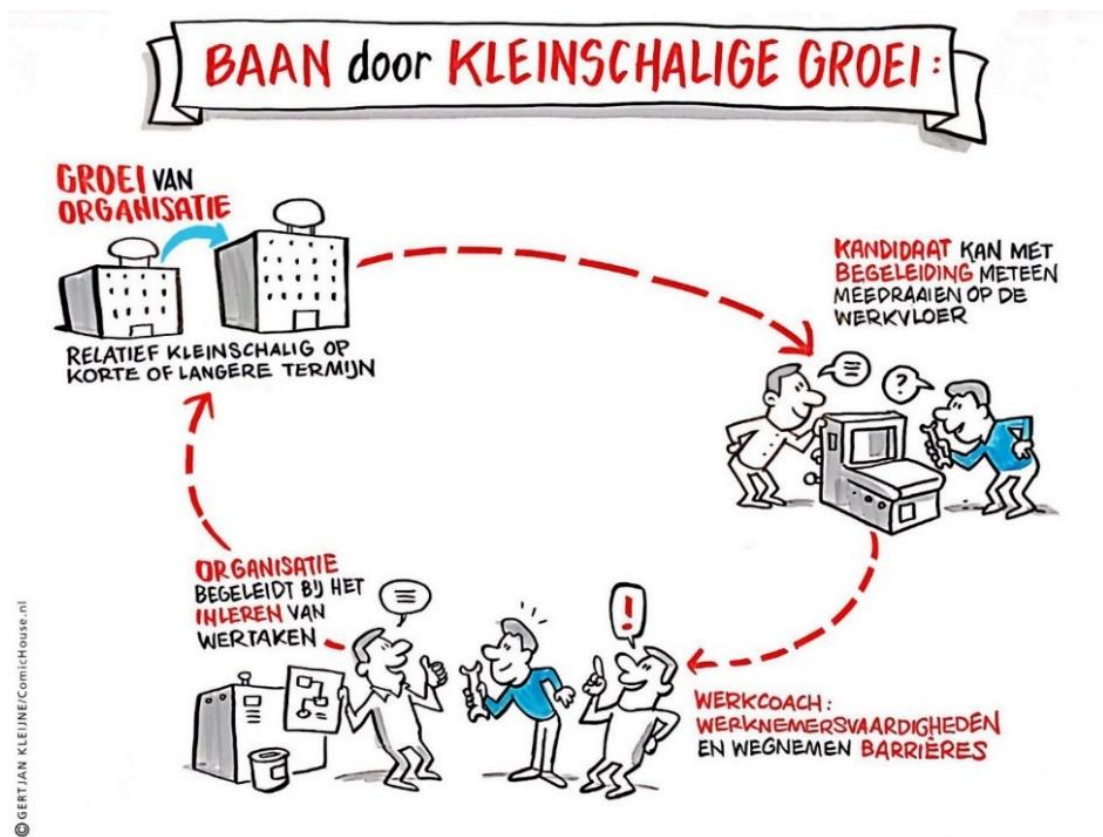 BAAN door KLEINSCHALIGE GROEI:
GROEI VAN
ORGANISATIE
RELATIEF KLEINSCHALIG OP
KORTE OF LANGERE TERMIJN
KANDIDAAT KAN MET
BEGELEIDING METEEN
MEEDRAAIEN OP DE
WERKVLOER
?
ORGANISATIE
BEGELEIDT BIJ HET
INLEREN VAN
WERTAKEN
!
WERKCOACH:
WERKNEMERSVAARDIGHEDEN
EN WEGNEMEN BARRIÈRES
© GERTJAN KLEIJNE/ComicHouse.nl